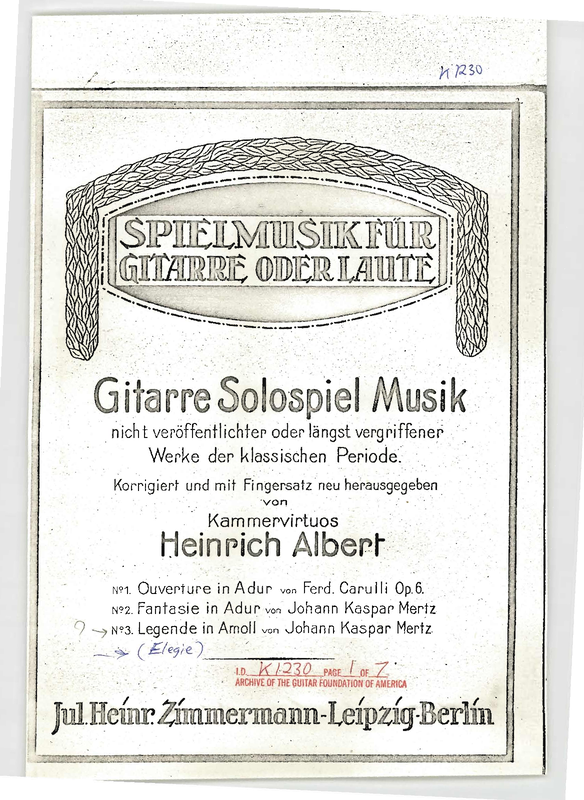 K1230
SPIELMUSIK FÜR
GITARRE ODER LAUTE
Gitarre Solospiel Musik
nicht veröffentlichter oder längst vergriffener
Werke der klassischen Periode.
Korrigiert und mit Fingersatz neu herausgegeben
von
Kammervirtuos
Heinrich Albert
No1. Ouverture in Adur von Ferd. Carulli Op.6.
No2. Fantasie in Adur von Johann Kaspar Mertz
? → No3. Legende in Amoll von Johann Kaspar Mertz
→ (Elegie)
I.D. K1230 PAGE 1 OF 7
ARCHIVE OF THE GUITAR FOUNDATION OF AMERICA
Jul. Heinr. Zimmermann-Leipzig-Berlin